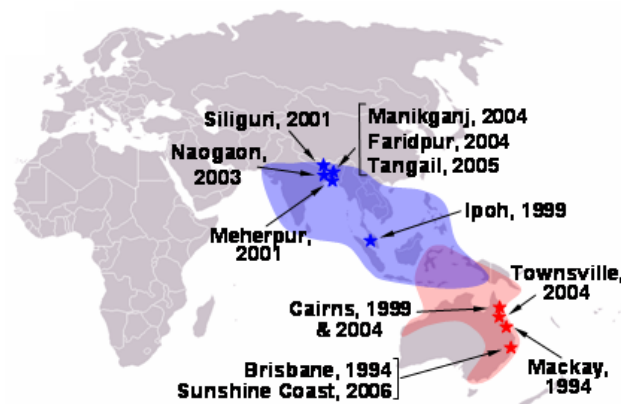 Siliguri, 2001
Manikganj, 2004
Faridpur, 2004
Tangail, 2005
Naogaon,
2003
Meherpur,
2001
Ipoh, 1999
Townsville,
2004
Cairns, 1999
& 2004
Brisbane, 1994
Sunshine Coast, 2006
Mackay,
1994